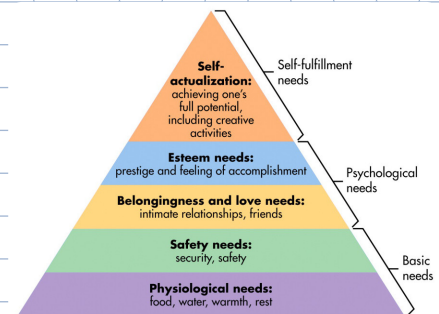 Self-
actualization:
achieving one's
full potential,
including creative
activities
Self-fulfillment
needs
Esteem needs:
prestige and feeling of accomplishment
Belongingness and love needs:
intimate relationships, friends
Psychological
needs
Safety needs:
security, safety
Physiological needs:
food, water, warmth, rest
Basic
needs